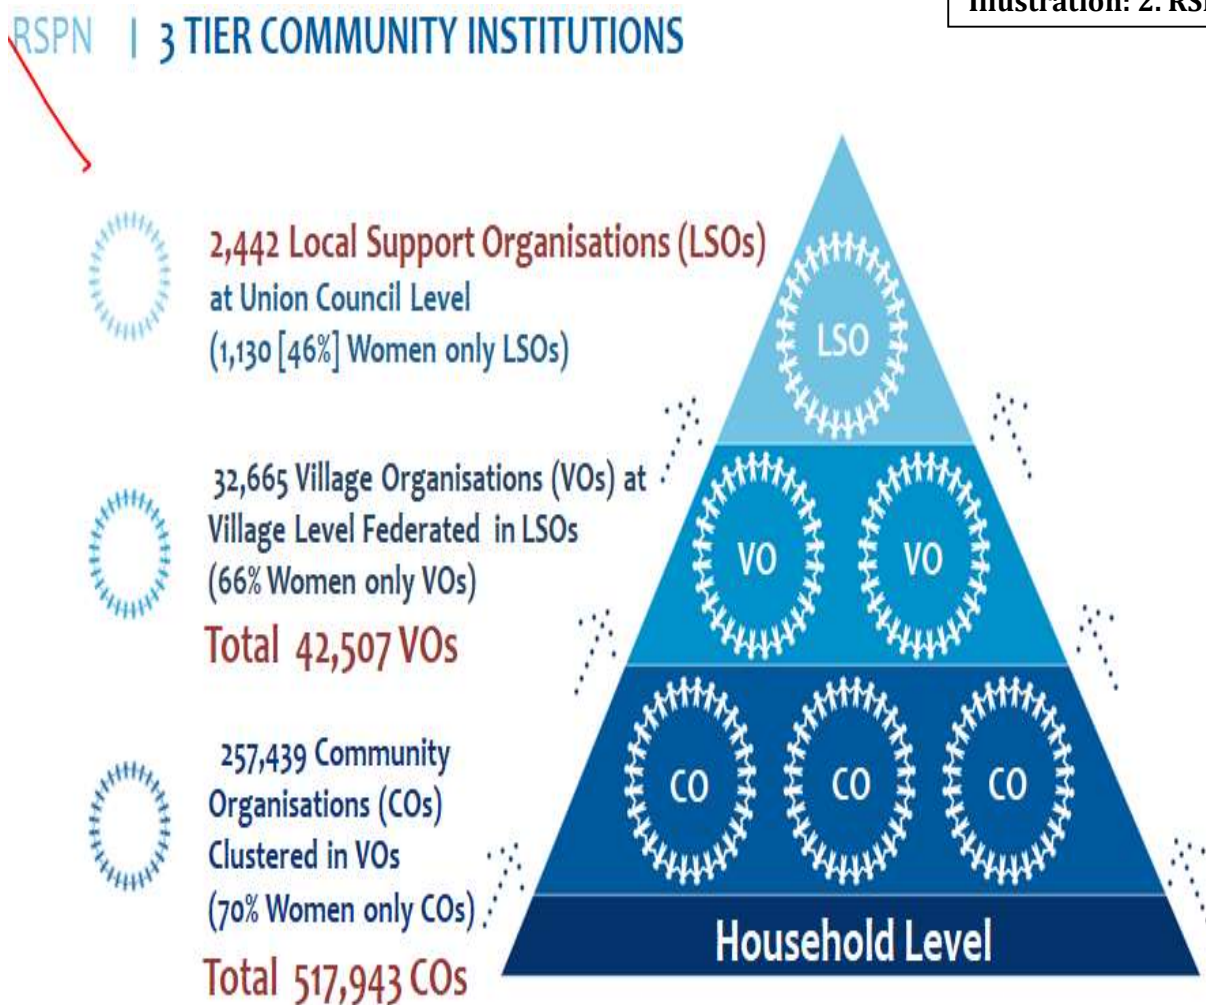 Illustration: 2.
RSPN | 3 TIER COMMUNITY INSTITUTIONS
2,442 Local Support Organisations (LSOs)
at Union Council Level
(1,130 [46%] Women only LSOs)
32,665 Village Organisations (VOs) at
Village Level Federated in LSOs
(66% Women only VOs)
Total 42,507 VOs
257,439 Community
Organisations (COs)
Clustered in VOs
(70% Women only COs)
Total 517,943 COs
LSO
VO VO
CO CO CO
Household Level